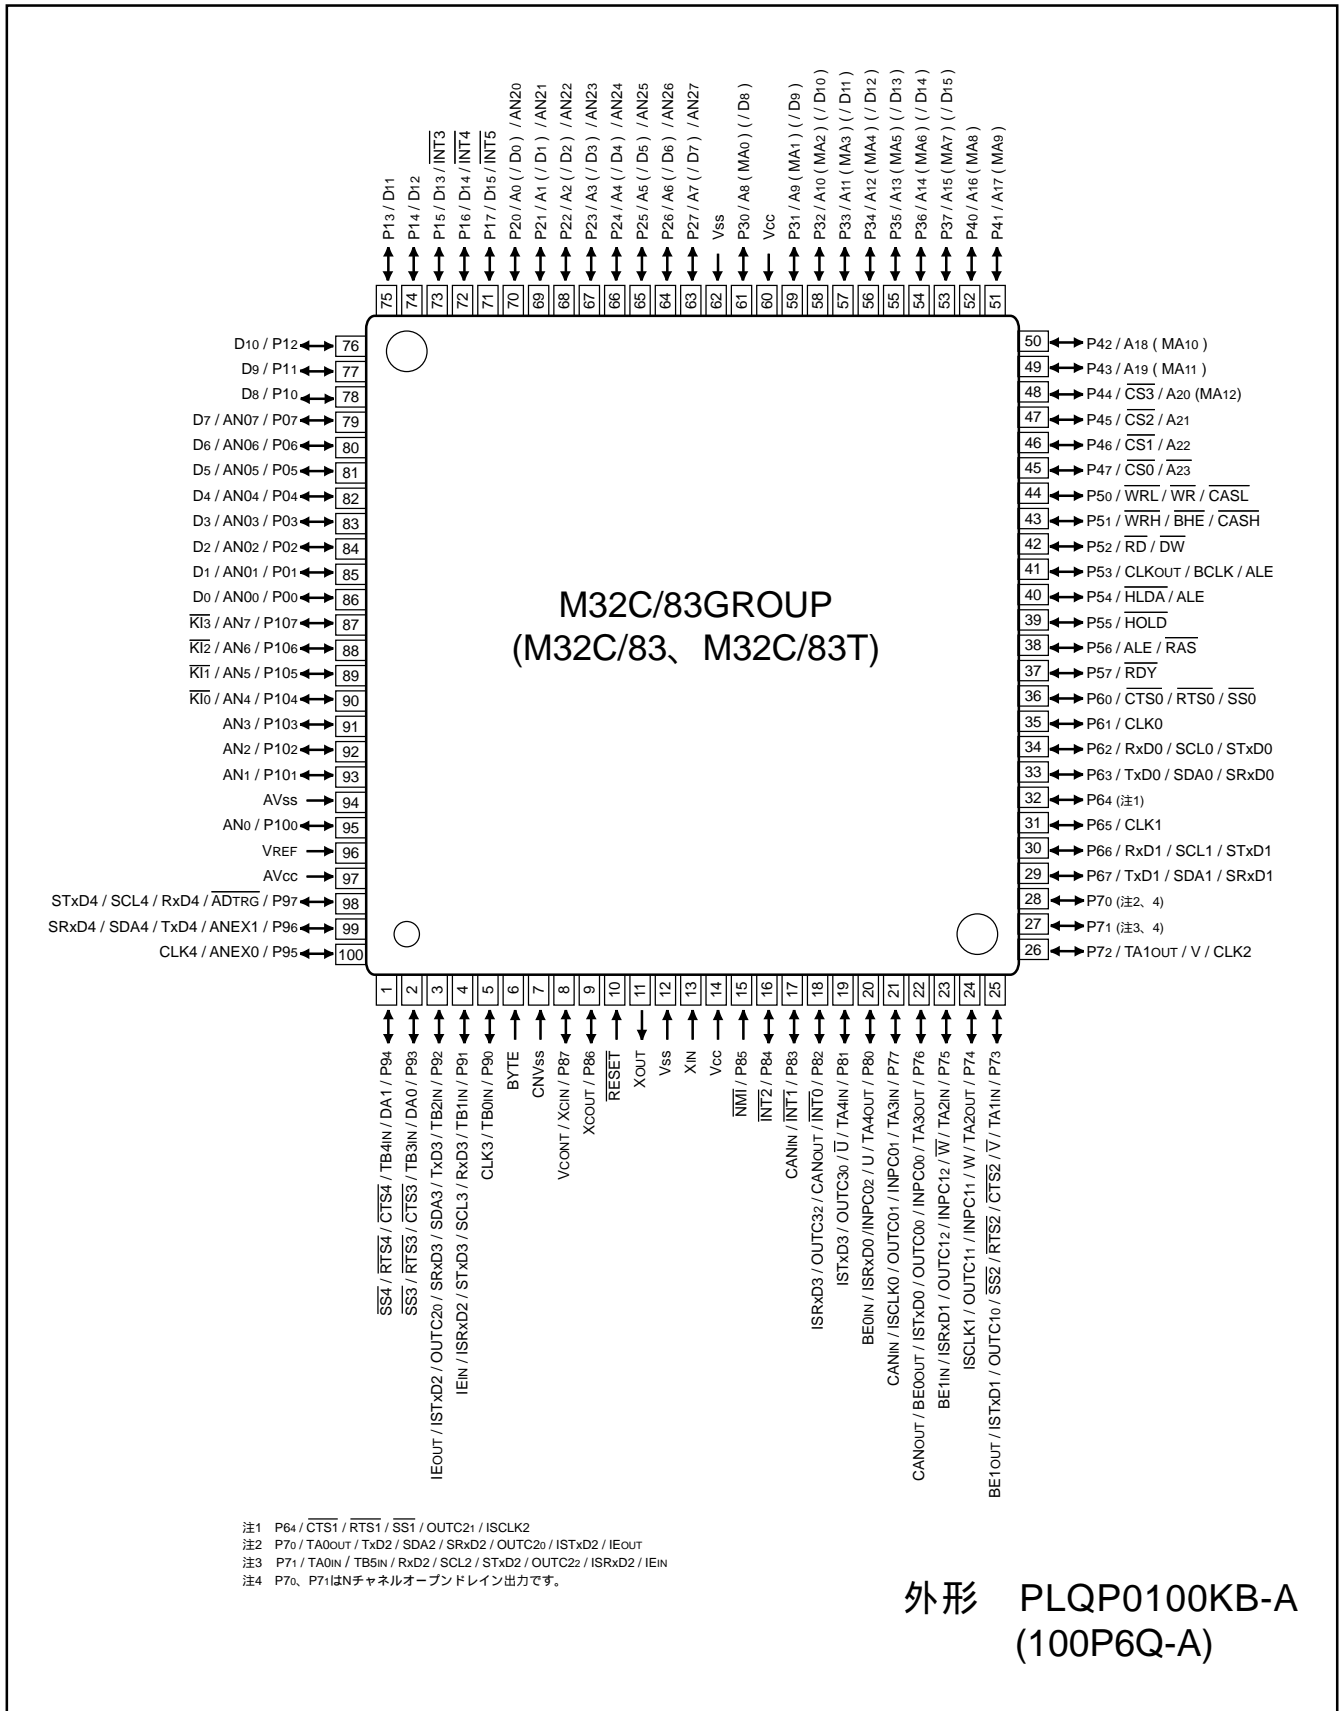 P13 / D11
P14 / D12
P15 / D13 / INT3
P16 / D14 / INT4
P17 / D15 / INT5
P20 / A0 ( / D0 ) / AN20
P21 / A1 ( / D1 ) / AN21
P22 / A2 ( / D2 ) / AN22
P23 / A3 ( / D3 ) / AN23
P24 / A4 ( / D4 ) / AN24
P25 / A5 ( / D5 ) / AN25
P26 / A6 ( / D6 ) / AN26
P27 / A7 ( / D7 ) / AN27
Vss
P30 / A8 ( MA0 ) ( / D8 )
Vcc
P31 / A9 ( MA1 ) ( / D9 )
P32 / A10 ( MA2 ) ( / D10 )
P33 / A11 ( MA3 ) ( / D11 )
P34 / A12 ( MA4 ) ( / D12 )
P35 / A13 ( MA5 ) ( / D13 )
P36 / A14 ( MA6 ) ( / D14 )
P37 / A15 ( MA7 ) ( / D15 )
P40 / A16 ( MA8 )
P41 / A17 ( MA9 )
75 74 73 72 71 70 69 68 67 66 65 64 63 62 61 60 59 58 57 56 55 54 53 52 51
D10 / P12 76
D9 / P11 77
D8 / P10 78
D7 / AN07 / P07 79
D6 / AN06 / P06 80
D5 / AN05 / P05 81
D4 / AN04 / P04 82
D3 / AN03 / P03 83
D2 / AN02 / P02 84
D1 / AN01 / P01 85
D0 / AN00 / P00 86
KI3 / AN7 / P107 87
KI2 / AN6 / P106 88
KI1 / AN5 / P105 89
KI0 / AN4 / P104 90
AN3 / P103 91
AN2 / P102 92
AN1 / P101 93
AVss 94
AN0 / P100 95
VREF 96
AVcc 97
STxD4 / SCL4 / RxD4 / ADTRG / P97 98
SRxD4 / SDA4 / TxD4 / ANEX1 / P96 99
CLK4 / ANEX0 / P95 100
M32C/83GROUP
(M32C/83、M32C/83T)
50 P42 / A18 ( MA10 )
49 P43 / A19 ( MA11 )
48 P44 / CS3 / A20 (MA12)
47 P45 / CS2 / A21
46 P46 / CS1 / A22
45 P47 / CS0 / A23
44 P50 / WRL / WR / CASL
43 P51 / WRH / BHE / CASH
42 P52 / RD / DW
41 P53 / CLKOUT / BCLK / ALE
40 P54 / HLDA / ALE
39 P55 / HOLD
38 P56 / ALE / RAS
37 P57 / RDY
36 P60 / CTS0 / RTS0 / SS0
35 P61 / CLK0
34 P62 / RxD0 / SCL0 / STxD0
33 P63 / TxD0 / SDA0 / SRxD0
32 P64 (注1)
31 P65 / CLK1
30 P66 / RxD1 / SCL1 / STxD1
29 P67 / TxD1 / SDA1 / SRxD1
28 P70 (注2、4)
27 P71 (注3、4)
26 P72 / TA1OUT / V / CLK2
1 2 3 4 5 6 7 8 9 10 11 12 13 14 15 16 17 18 19 20 21 22 23 24 25
SS4 / RTS4 / CTS4 / TB4IN / DA1 / P94
SS3 / RTS3 / CTS3 / TB3IN / DA0 / P93
IEOUT / ISTxD2 / OUTC20 / SRxD3 / SDA3 / TxD3 / TB2IN / P92
IEIN / ISRxD2 / STxD3 / SCL3 / RxD3 / TB1IN / P91
CLK3 / TB0IN / P90
BYTE
CNVss
VCONT / XCIN / P87
XCOUT / P86
RESET
XOUT
Vss
XIN
Vcc
NMI / P85
INT2 / P84
CANIN / INT1 / P83
ISRxD3 / OUTC32 / CANOUT / INT0 / P82
ISTxD3 / OUTC30 / U / TA4IN / P81
BE0IN / ISRxD0 /INPC02 / U / TA4OUT / P80
CANIN / ISCLK0 / OUTC01 / INPC01 / TA3IN / P77
CANOUT / BE0OUT / ISTxD0 / OUTC00 / INPC00 / TA3OUT / P76
BE1IN / ISRxD1 / OUTC12 / INPC12 / W / TA2IN / P75
ISCLK1 / OUTC11 / INPC11 / W / TA2OUT / P74
BE1OUT / ISTxD1 / OUTC10 / SS2 / RTS2 / CTS2 / V / TA1IN / P73
注1 P64 / CTS1 / RTS1 / SS1 / OUTC21 / ISCLK2
注2 P70 / TA0OUT / TxD2 / SDA2 / SRxD2 / OUTC20 / ISTxD2 / IEOUT
注3 P71 / TA0IN / TB5IN / RxD2 / SCL2 / STxD2 / OUTC22 / ISRxD2 / IEIN
注4 P70、P71はNチャネルオープンドレイン出力です。
外形 PLQP0100KB-A
(100P6Q-A)